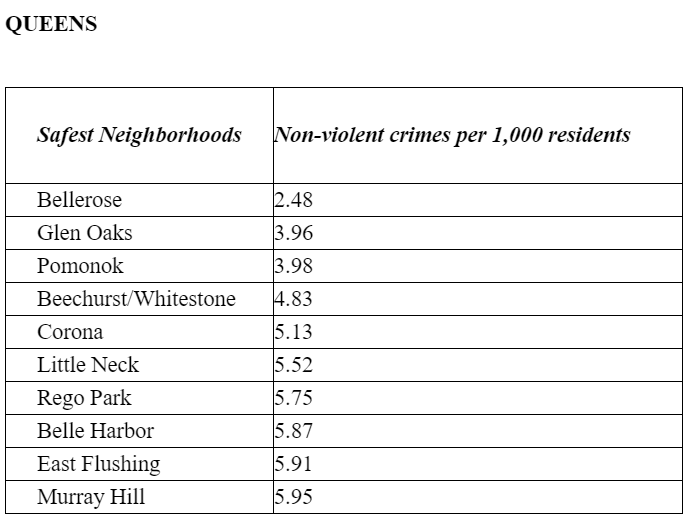 QUEENS
Safest Neighborhoods Non-violent crimes per 1,000 residents
Bellerose 2.48
Glen Oaks 3.96
Pomonok 3.98
Beechurst/Whitestone 4.83
Corona 5.13
Little Neck 5.52
Rego Park 5.75
Belle Harbor 5.87
East Flushing 5.91
Murray Hill 5.95